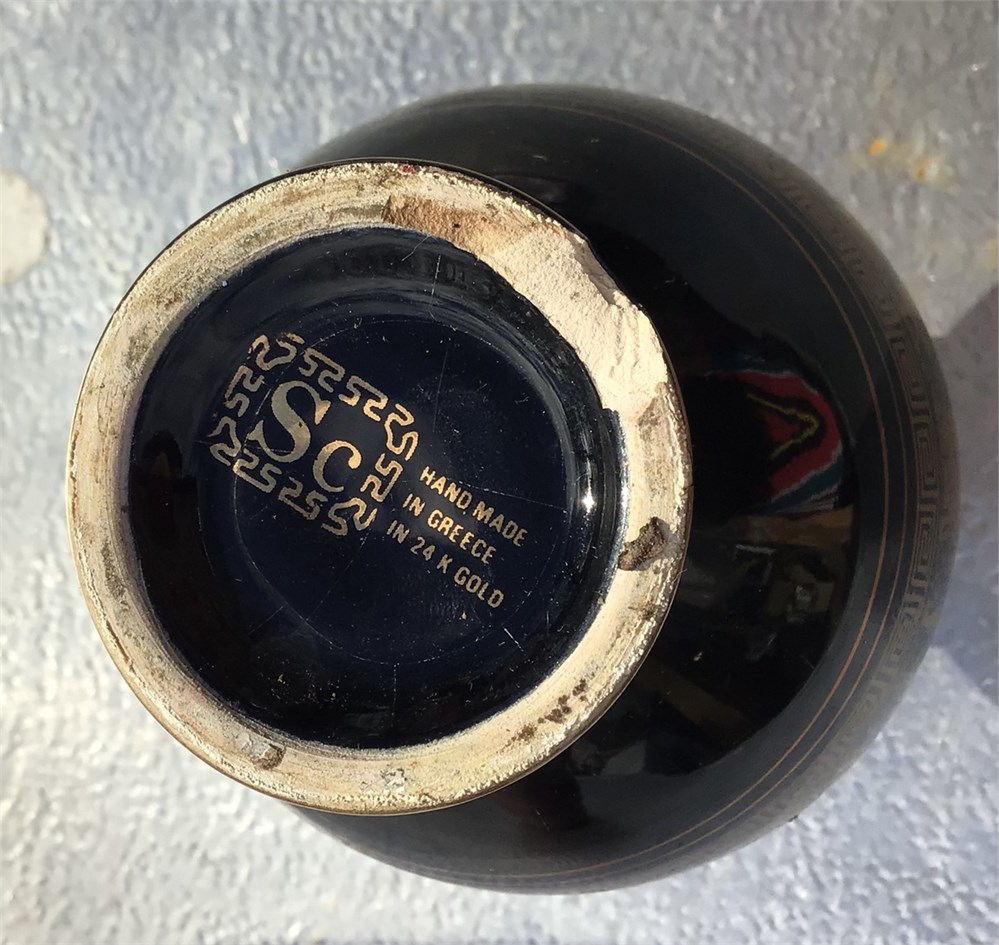 Sc
HAND MADE
IN GREECE
IN 24 K GOLD